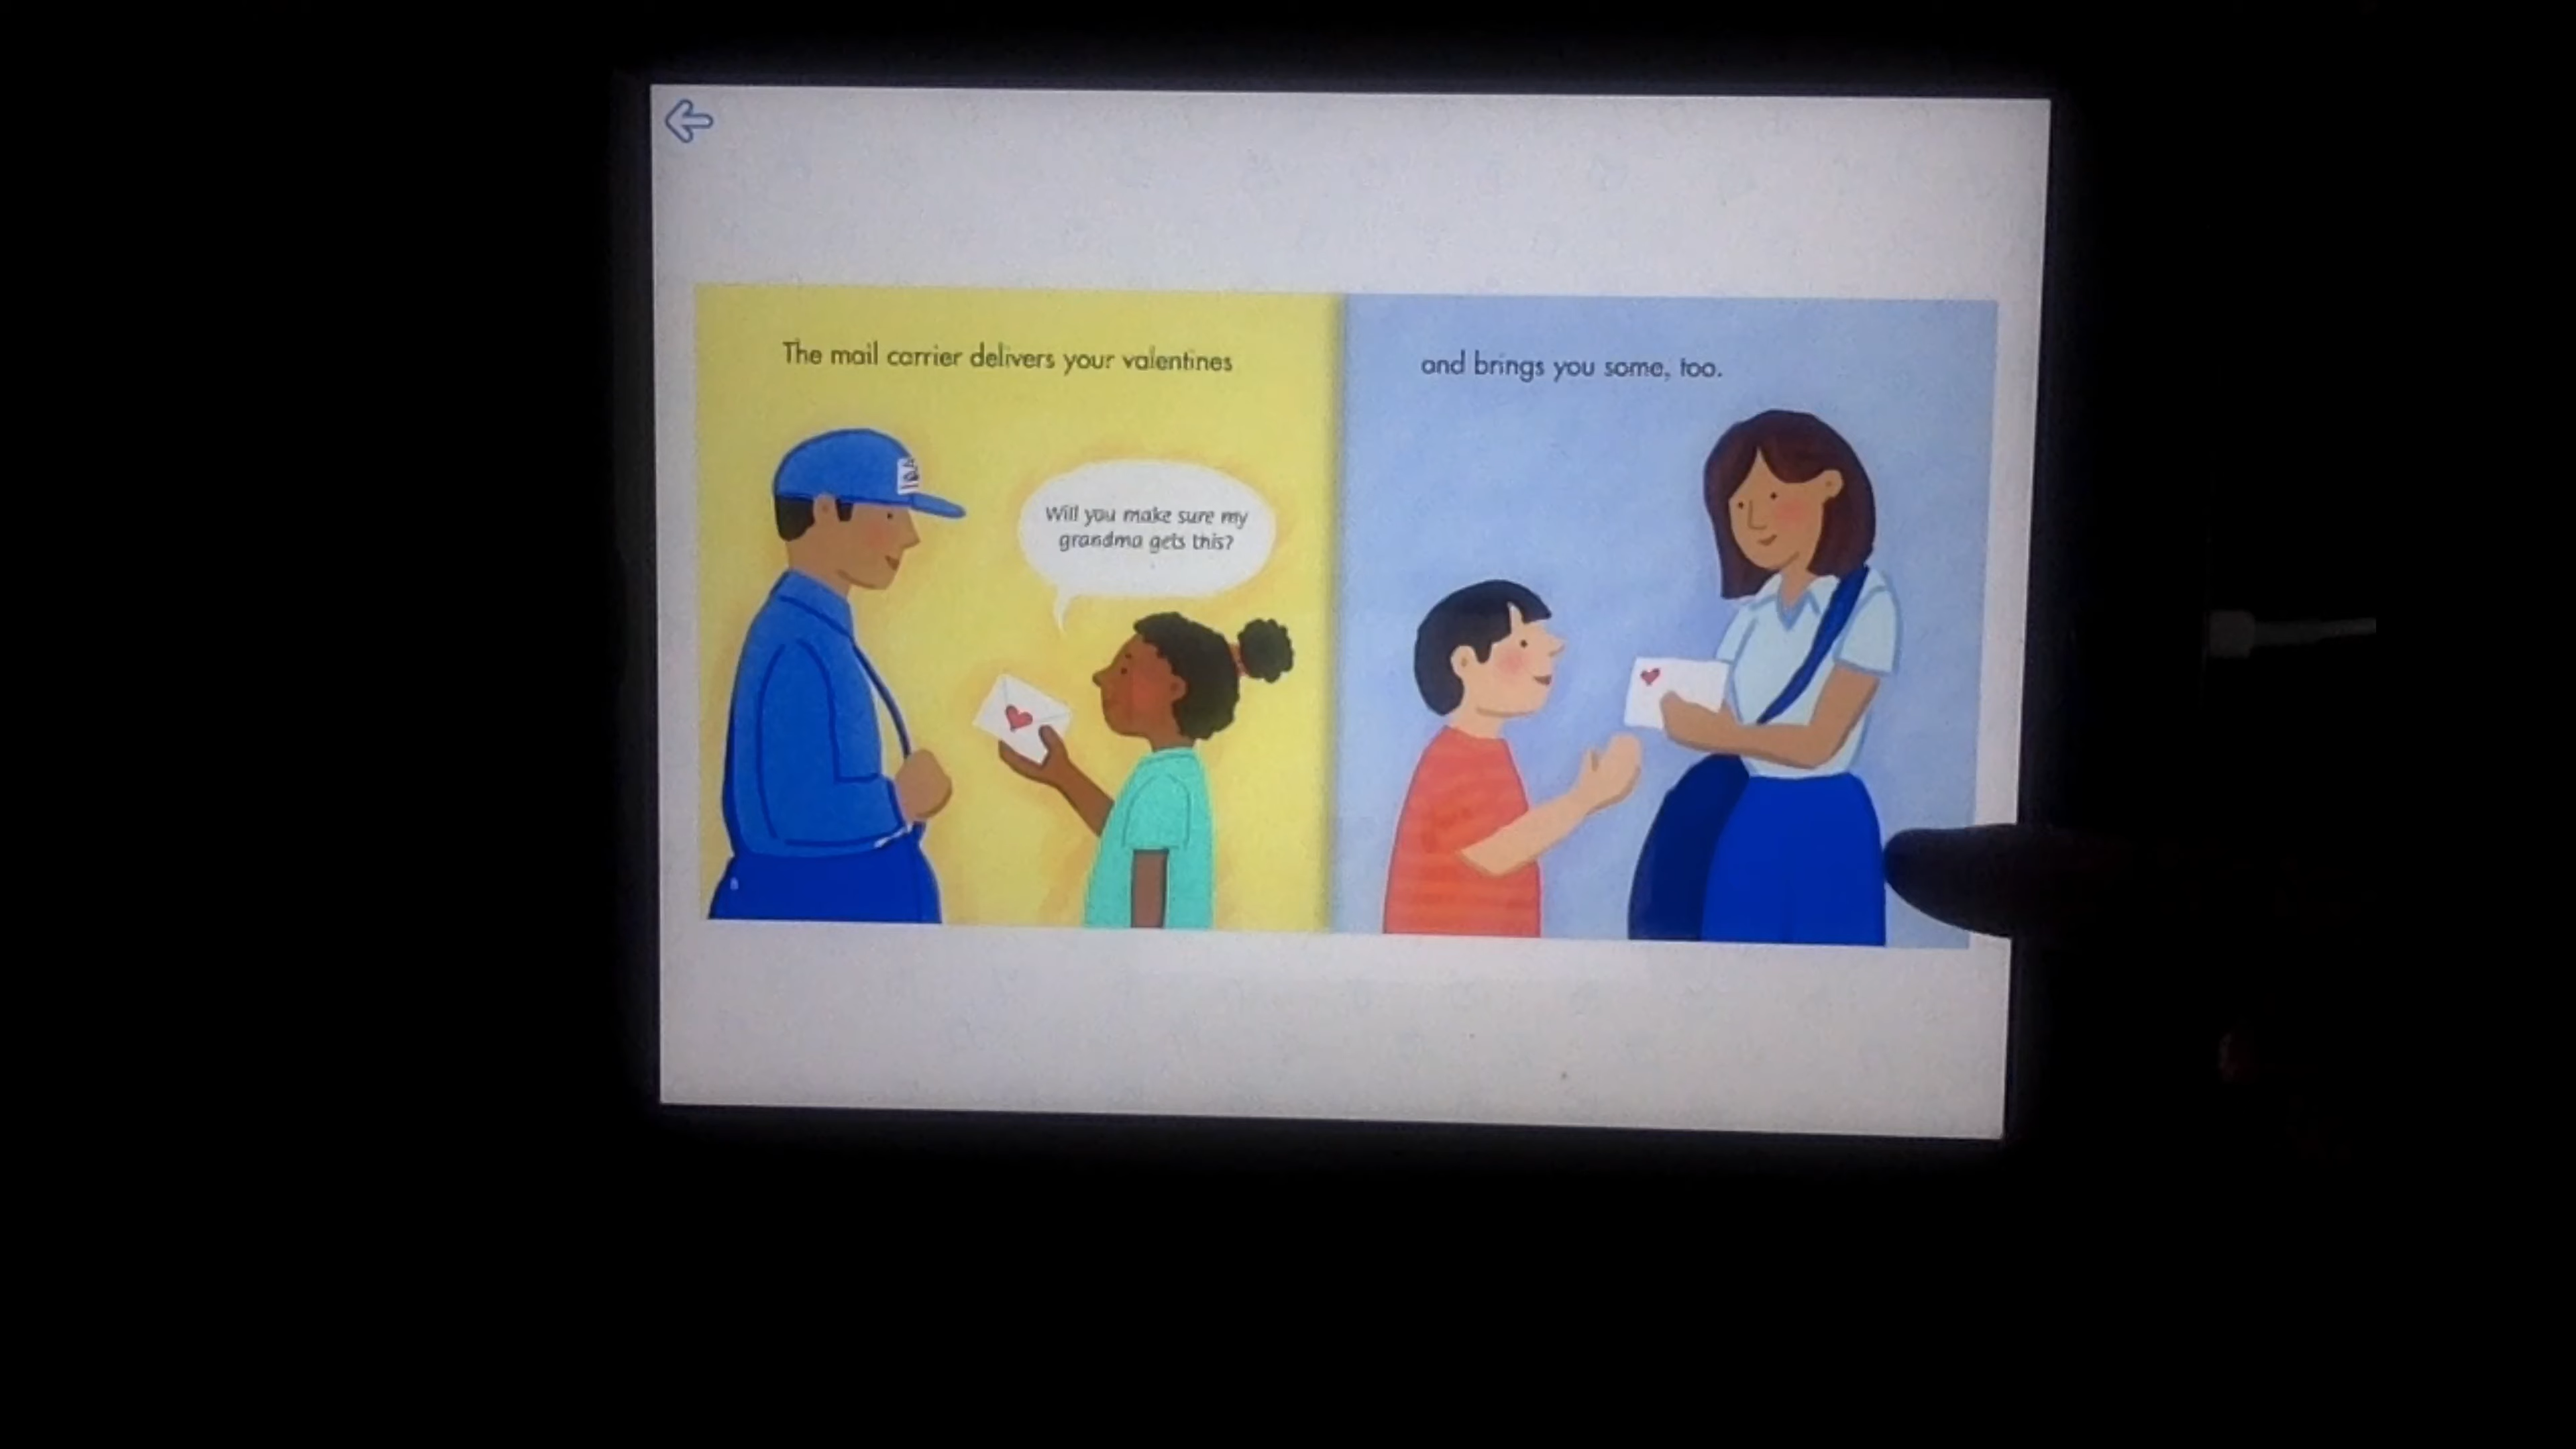 The mail carrier delivers your valentines
and brings you some, too.
Will you make sure my
grandma gets this?